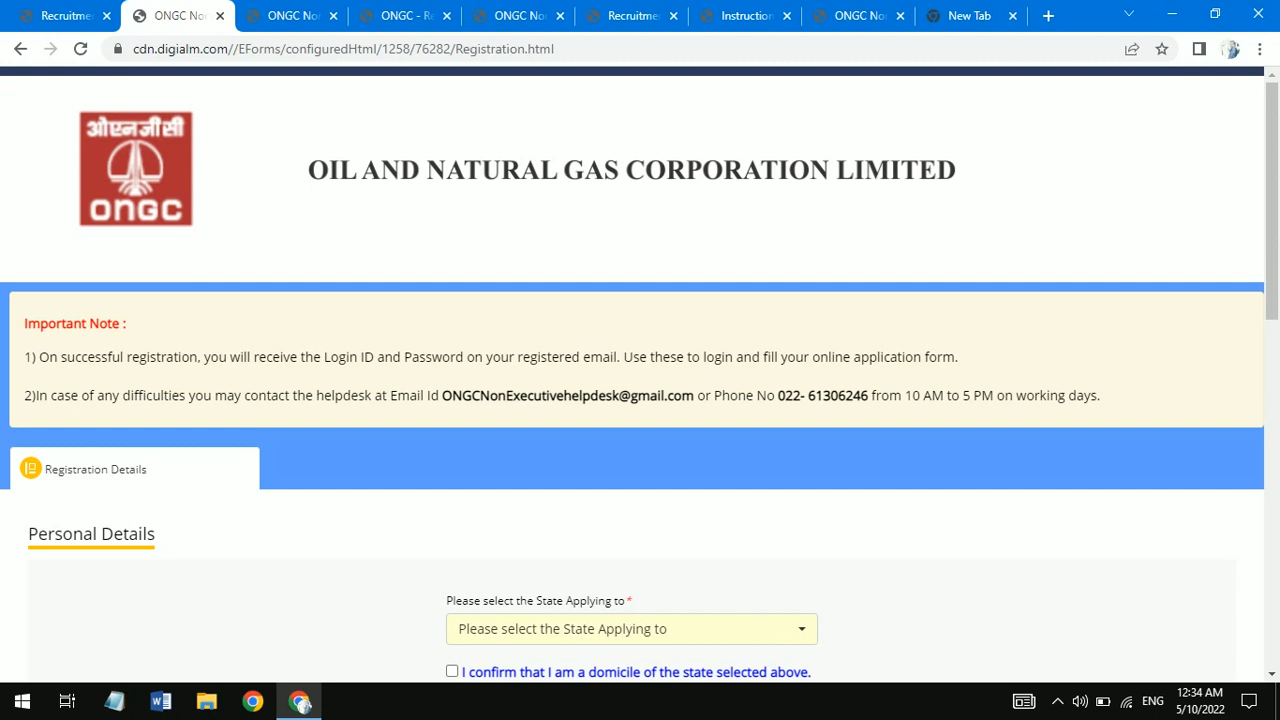 Recruitme
ONGC No
ONGC No
ONGC - R
ONGC No
Recruitme
Instruction
ONGC No
New Tab
cdn.digialm.com//EForms/configuredHtml/1258/76282/Registration.html
ओएनजीसी
ONGC
OIL AND NATURAL GAS CORPORATION LIMITED
Important Note :
1) On successful registration, you will receive the Login ID and Password on your registered email. Use these to login and fill your online application form.
2)In case of any difficulties you may contact the helpdesk at Email Id ONGCNonExecutivehelpdesk@gmail.com or Phone No 022- 61306246 from 10 AM to 5 PM on working days.
Registration Details
Personal Details
Please select the State Applying to *
Please select the State Applying to
I confirm that I am a domicile of the state selected above.
ENG
12:34 AM
5/10/2022